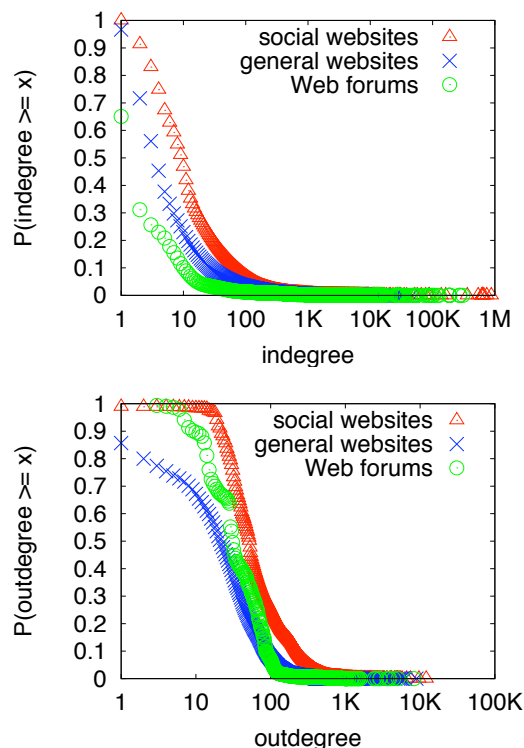 1
0.9
0.8
0.7
0.6
0.5
0.4
0.3
0.2
0.1
0
P(indegree >= x)
social websites
general websites
Web forums
1 10 100 1K 10K 100K 1M
indegree
1
0.9
0.8
0.7
0.6
0.5
0.4
0.3
0.2
0.1
0
P(outdegree >= x)
social websites
general websites
Web forums
1 10 100 1K 10K 100K
outdegree